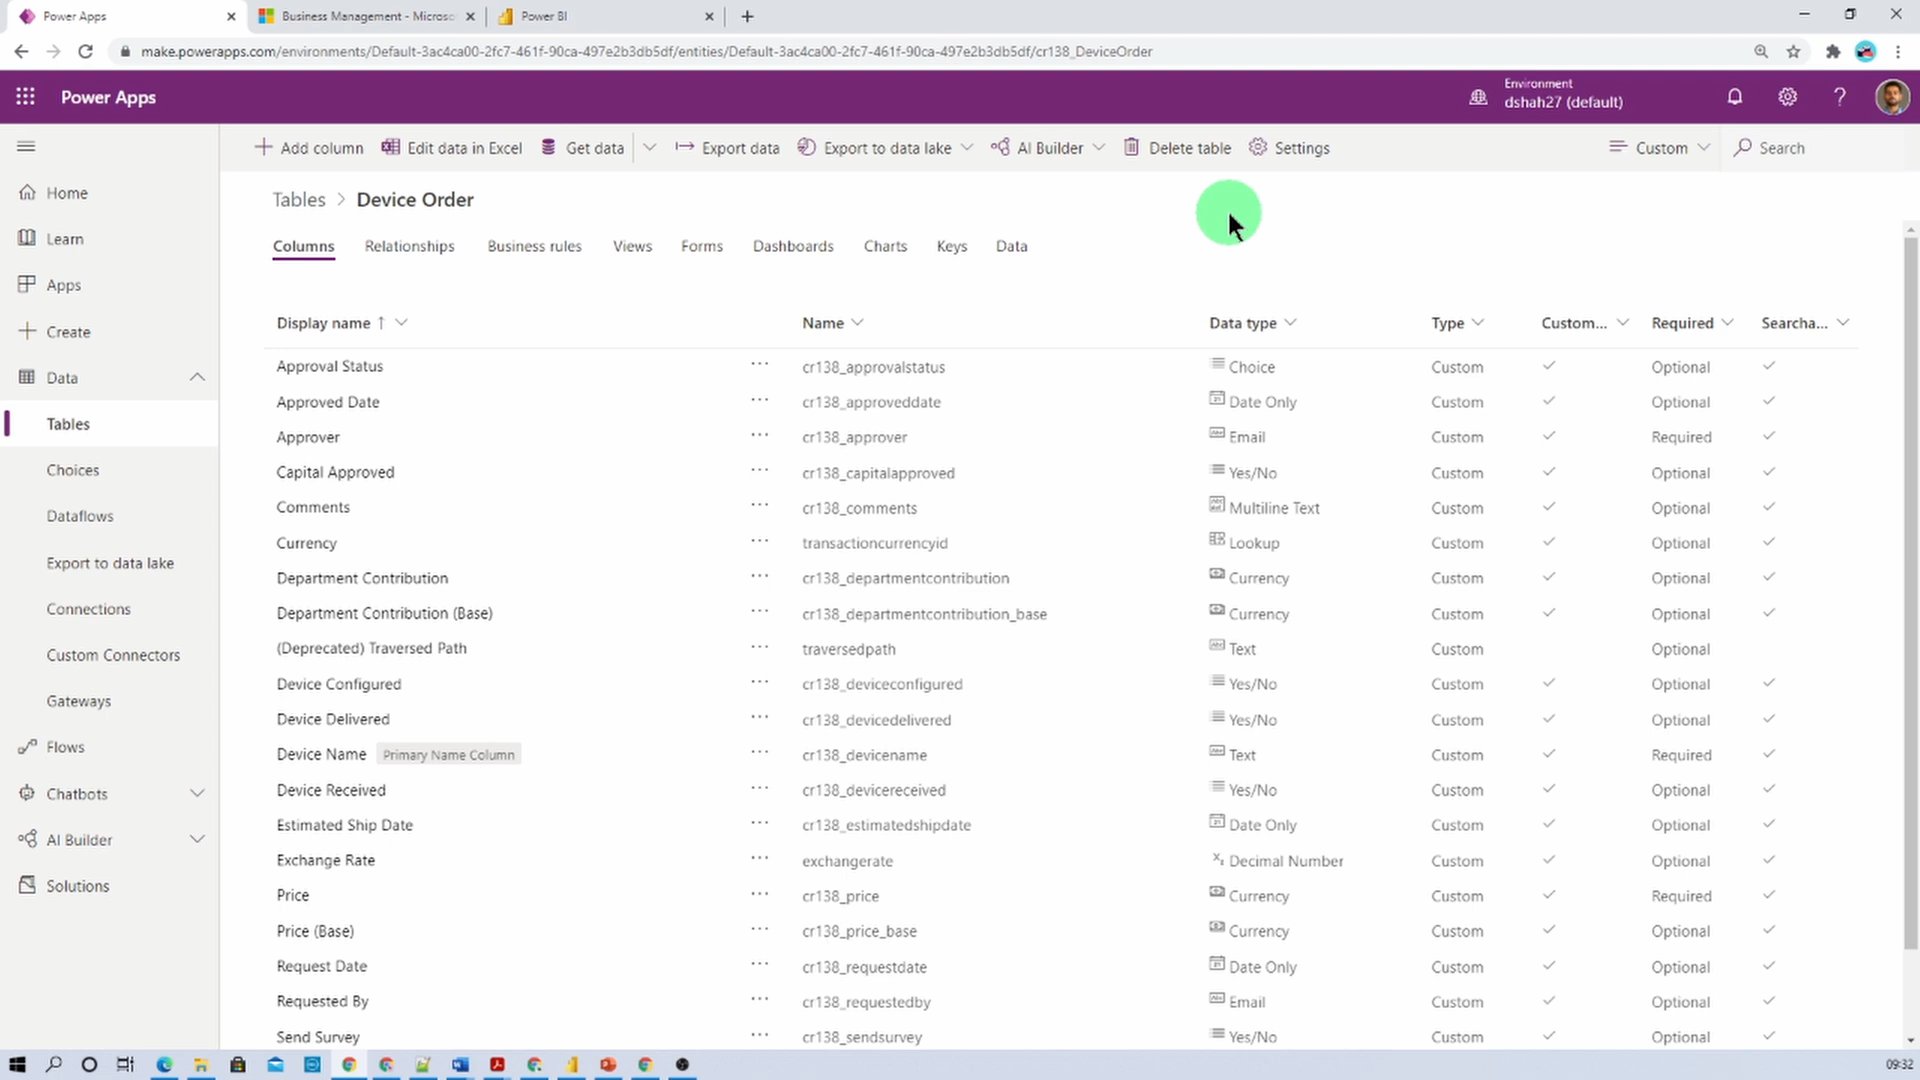 Power Apps
Business Management - Microsof
Power BI
make.powerapps.com/environments/Default-3ac4ca00-2fc7-461f-90ca-497e2b3db5df/entities/Default-3ac4ca00-2fc7-461f-90ca-497e2b3db5df/cr138_DeviceOrder
Power Apps
Environment
dshah27 (default)
Add column
Edit data in Excel
Get data
Export data
Export to data lake
AI Builder
Delete table
Settings
Custom
Search
Home
Learn
Apps
Create
Data
Tables
Choices
Dataflows
Export to data lake
Connections
Custom Connectors
Gateways
Flows
Chatbots
AI Builder
Solutions
Tables > Device Order
Columns Relationships Business rules Views Forms Dashboards Charts Keys Data
Display name ↑ Name Data type Type Custom... Required Searcha...
Approval Status ... cr138_approvalstatus Choice Custom Optional
Approved Date ... cr138_approveddate Date Only Custom Optional
Approver ... cr138_approver Email Custom Required
Capital Approved ... cr138_capitalapproved Yes/No Custom Optional
Comments ... cr138_comments Multiline Text Custom Optional
Currency ... transactioncurrencyid Lookup Custom Optional
Department Contribution ... cr138_departmentcontribution Currency Custom Optional
Department Contribution (Base) ... cr138_departmentcontribution_base Currency Custom Optional
(Deprecated) Traversed Path ... traversedpath Text Custom Optional
Device Configured ... cr138_deviceconfigured Yes/No Custom Optional
Device Delivered ... cr138_devicedelivered Yes/No Custom Optional
Device Name Primary Name Column ... cr138_devicename Text Custom Required
Device Received ... cr138_devicereceived Yes/No Custom Optional
Estimated Ship Date ... cr138_estimatedshipdate Date Only Custom Optional
Exchange Rate ... exchangerate Decimal Number Custom Optional
Price ... cr138_price Currency Custom Required
Price (Base) ... cr138_price_base Currency Custom Optional
Request Date ... cr138_requestdate Date Only Custom Optional
Requested By ... cr138_requestedby Email Custom Optional
Send Survey ... cr138_sendsurvey Yes/No Custom Optional
09:32